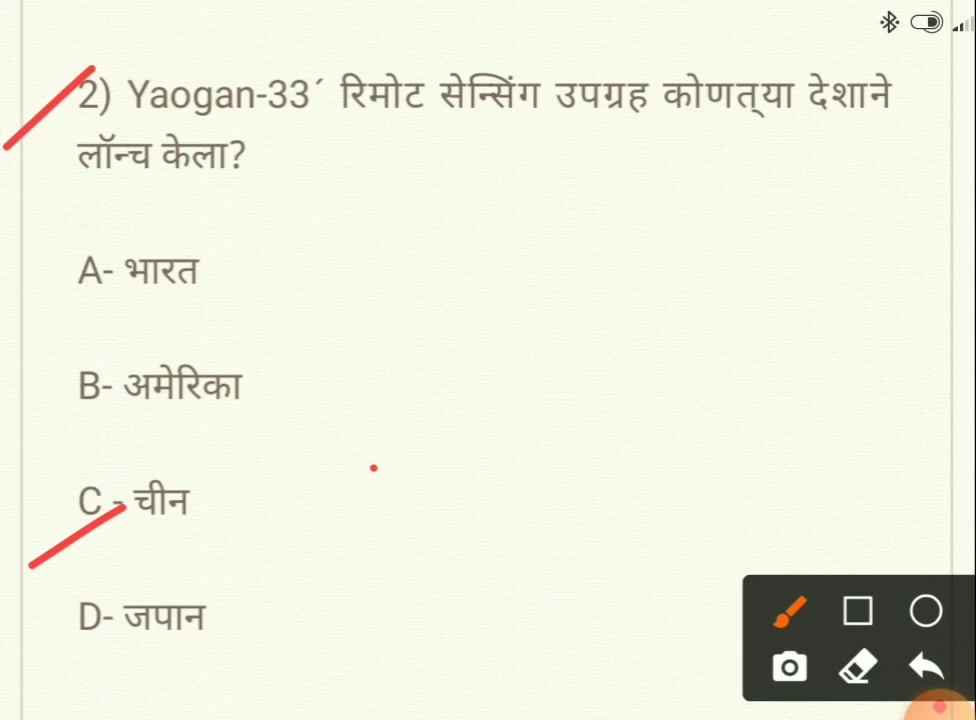 2) Yaogan-33´ रिमोट सेन्सिंग उपग्रह कोणत्या देशाने
लॉन्च केला?
A- भारत
B- अमेरिका
C - चीन
D- जपान